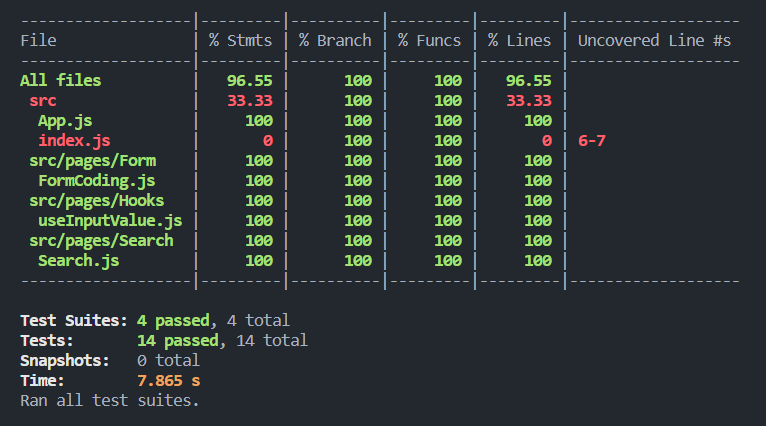 -------------------|---------|----------|---------|---------|-------------------
File               | % Stmts | % Branch | % Funcs | % Lines | Uncovered Line #s
-------------------|---------|----------|---------|---------|-------------------
All files          |   96.55 |      100 |     100 |   96.55 |
 src               |   33.33 |      100 |     100 |   33.33 |
  App.js           |     100 |      100 |     100 |     100 |
  index.js         |       0 |      100 |     100 |       0 | 6-7
 src/pages/Form    |     100 |      100 |     100 |     100 |
  FormCoding.js    |     100 |      100 |     100 |     100 |
 src/pages/Hooks   |     100 |      100 |     100 |     100 |
  useInputValue.js |     100 |      100 |     100 |     100 |
 src/pages/Search  |     100 |      100 |     100 |     100 |
  Search.js        |     100 |      100 |     100 |     100 |
-------------------|---------|----------|---------|---------|-------------------
Test Suites: 4 passed, 4 total
Tests:       14 passed, 14 total
Snapshots:   0 total
Time:        7.865 s
Ran all test suites.